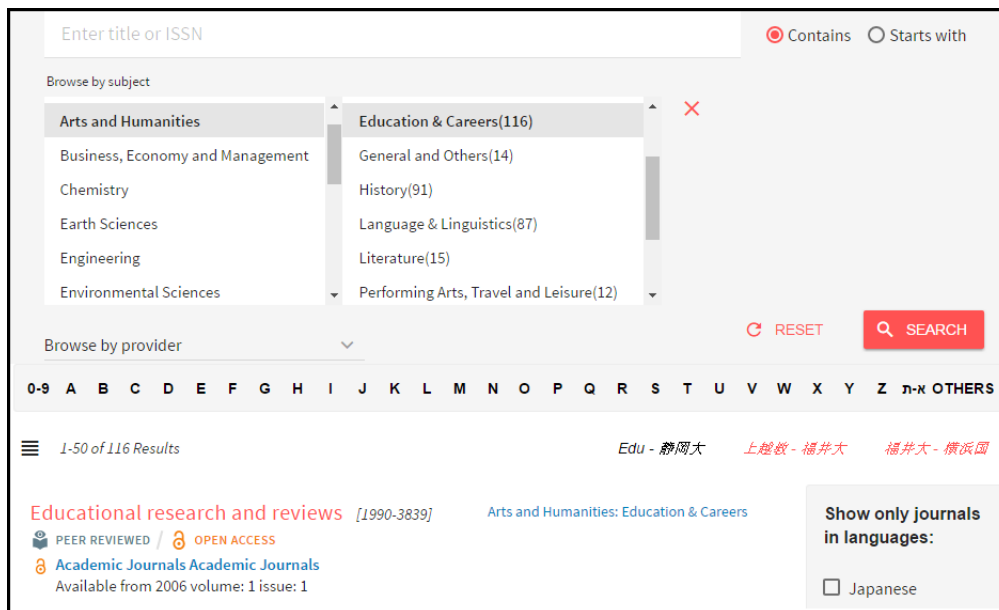 Enter title or ISSN
Contains Starts with
Browse by subject
Arts and Humanities
Business, Economy and Management
Chemistry
Earth Sciences
Engineering
Environmental Sciences
Education & Careers(116)
General and Others(14)
History(91)
Language & Linguistics(87)
Literature(15)
Performing Arts, Travel and Leisure(12)
RESET SEARCH
Browse by provider
0-9 A B C D E F G H I J K L M N O P Q R S T U V W X Y Z א-ת OTHERS
1-50 of 116 Results Edu - 静岡大 上越教 - 福井大 福井大 - 横浜国
Educational research and reviews [1990-3839] Arts and Humanities: Education & Careers
PEER REVIEWED / OPEN ACCESS
Academic Journals Academic Journals
Available from 2006 volume: 1 issue: 1
Show only journals
in languages:
Japanese